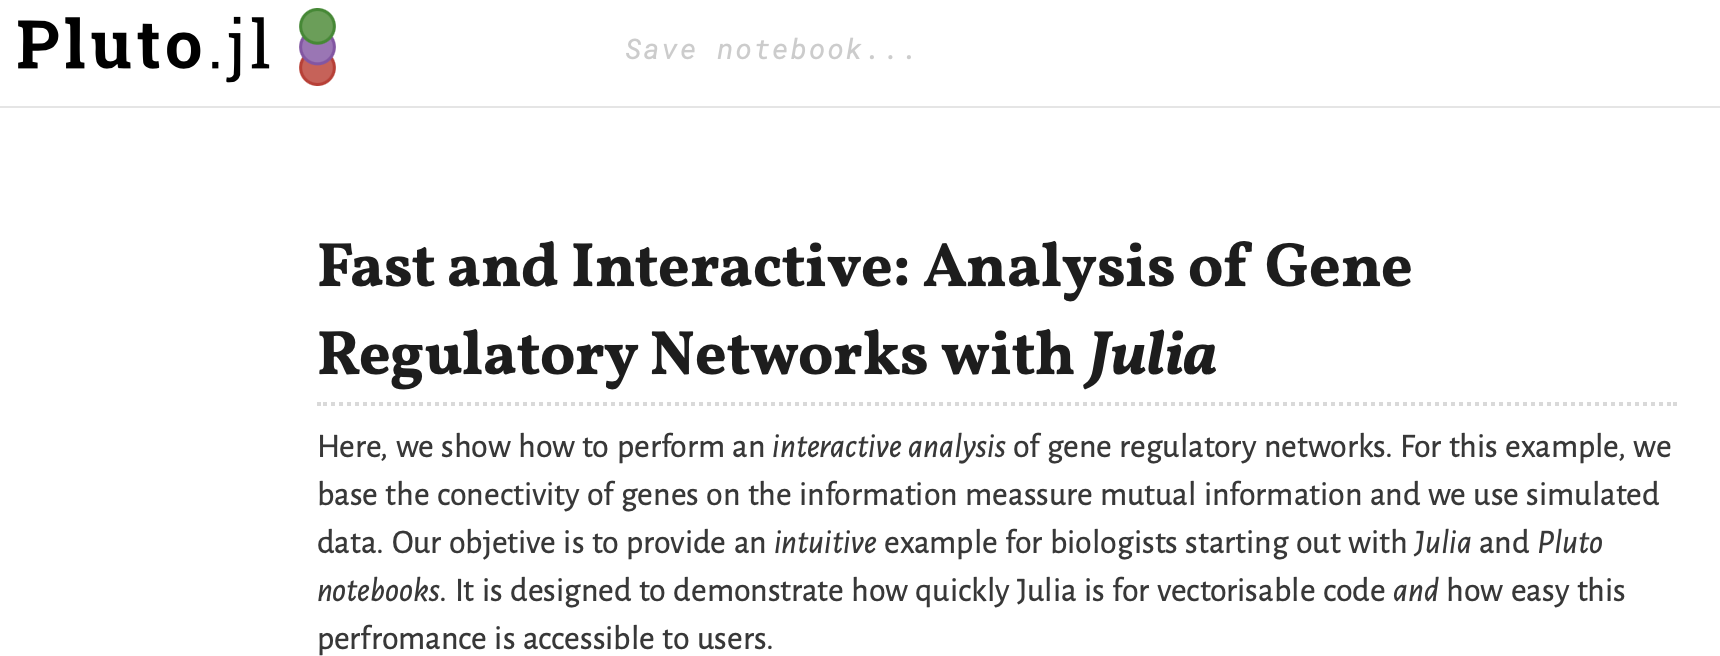 Pluto.jl
Save notebook...
Fast and Interactive: Analysis of Gene
Regulatory Networks with Julia
Here, we show how to perform an interactive analysis of gene regulatory networks. For this example, we
base the conectivity of genes on the information meassure mutual information and we use simulated
data. Our objetive is to provide an intuitive example for biologists starting out with Julia and Pluto
notebooks. It is designed to demonstrate how quickly Julia is for vectorisable code and how easy this
perfromance is accessible to users.